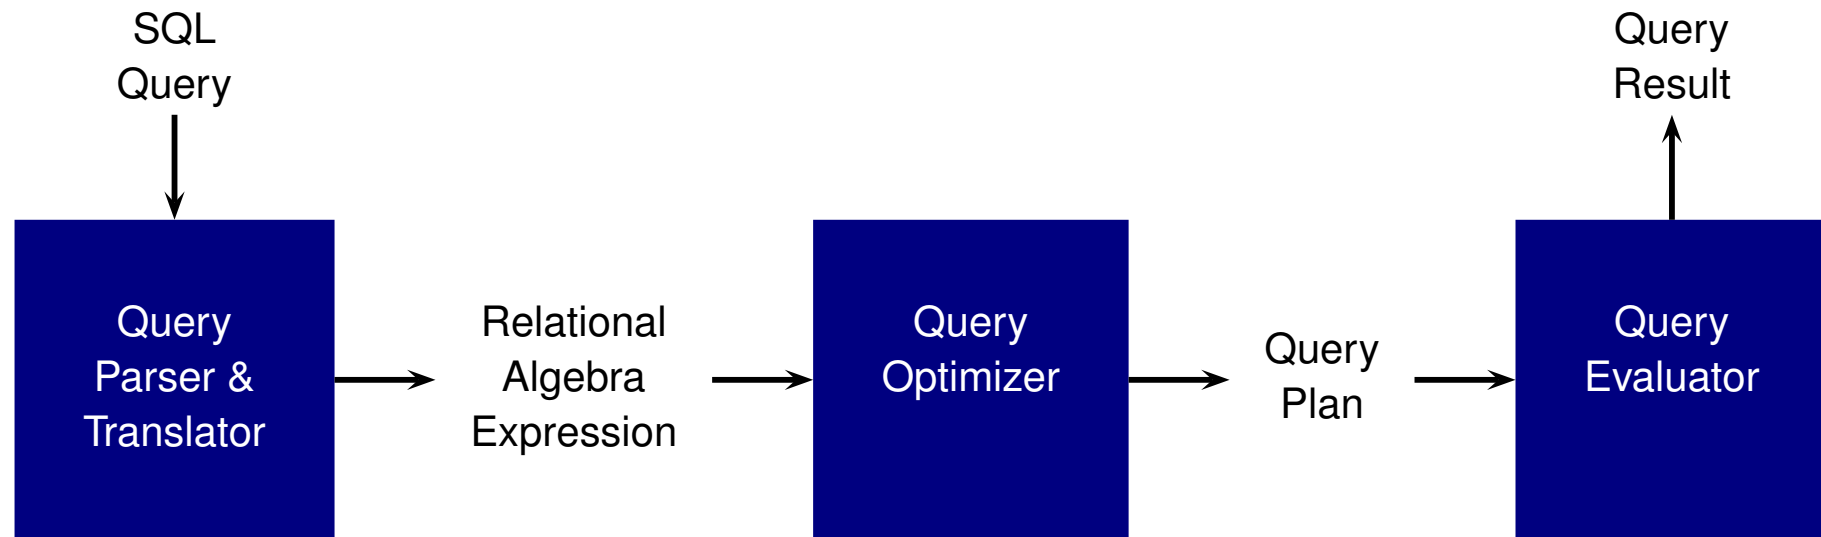 SQL
Query
Query
Parser &
Translator
Relational
Algebra
Expression
Query
Optimizer
Query
Plan
Query
Evaluator
Query
Result